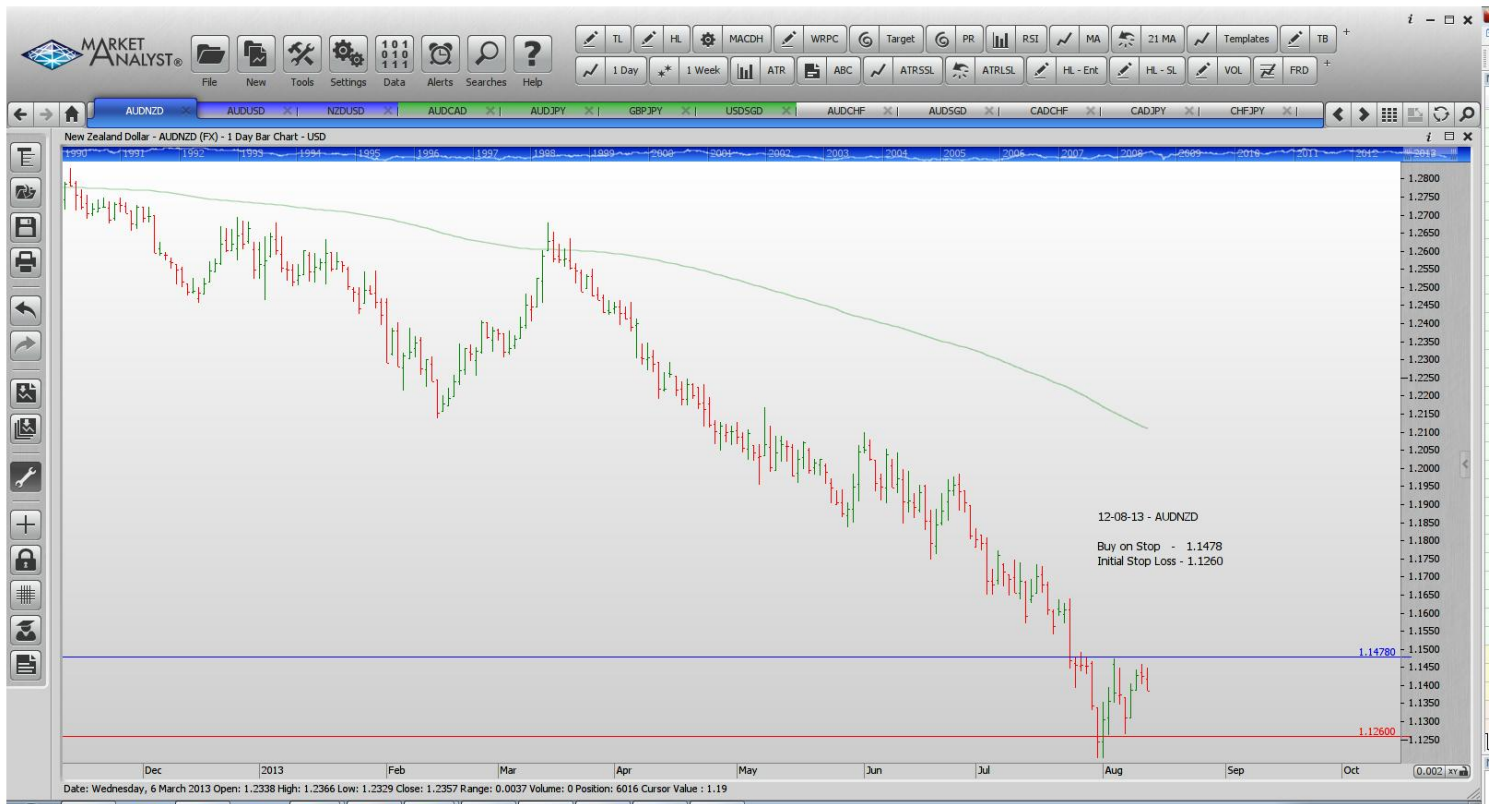 MARKET
ANALYST®
File New Tools Settings Data Alerts Searches Help
TL HL MACDH WRPC Target PR RSI MA 21 MA Templates TB +
1 Day 1 Week ATR ABC ATRSSL ATRLSL HL - Ent HL - SL VOL FRD +
AUDNZD AUDUSD NZDUSD AUDCAD AUDJPY GBPJPY USDSGD AUDCHF AUDSGD CADCHF CADJPY CHFJPY
New Zealand Dollar - AUDNZD (FX) - 1 Day Bar Chart - USD
1990 1991 1992 1993 1994 1995 1996 1997 1998 1999 2000 2001 2002 2003 2004 2005 2006 2007 2008 2009 2010 2011 2012 2013
1.2800
1.2750
1.2700
1.2650
1.2600
1.2550
1.2500
1.2450
1.2400
1.2350
1.2300
1.2250
1.2200
1.2150
1.2100
1.2050
1.2000
1.1950
1.1900
12-08-13 - AUDNZD
1.1850
1.1800
Buy on Stop - 1.1478
Initial Stop Loss - 1.1260
1.1750
1.1700
1.1650
1.1600
1.1550
1.1500
1.14780
1.1450
1.1400
1.1350
1.1300
1.12600
1.1250
Dec 2013 Feb Mar Apr May Jun Jul Aug Sep Oct 0.002 XY
Date: Wednesday, 6 March 2013 Open: 1.2338 High: 1.2366 Low: 1.2329 Close: 1.2357 Range: 0.0037 Volume: 0 Position: 6016 Cursor Value : 1.19